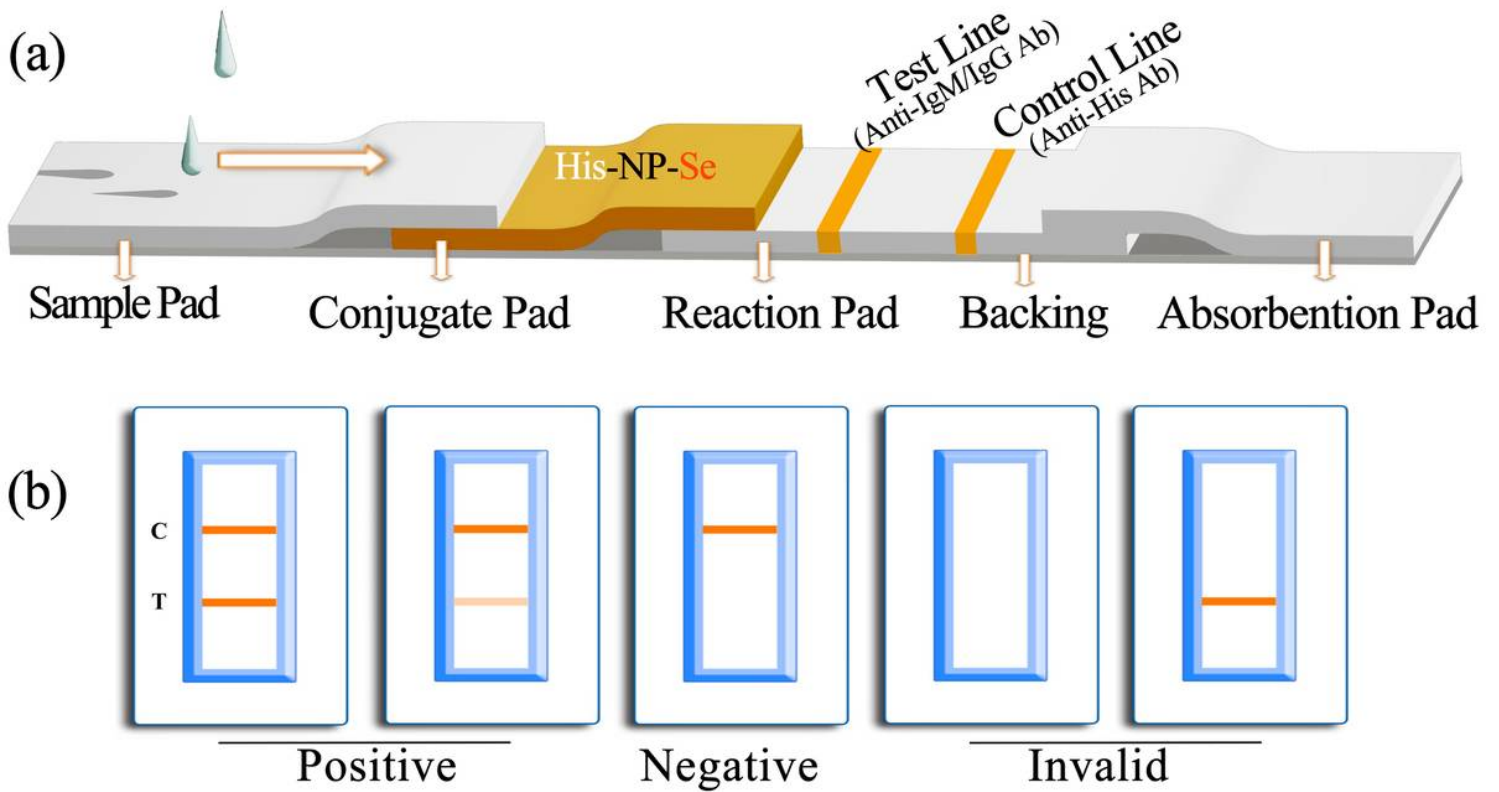 (a)
Test Line
(Anti-IgM/IgG Ab)
Control Line
(Anti-His Ab)
His-NP-Se
Sample Pad
Conjugate Pad
Reaction Pad
Backing
Absorbention Pad
(b)
C
T
Positive
Negative
Invalid